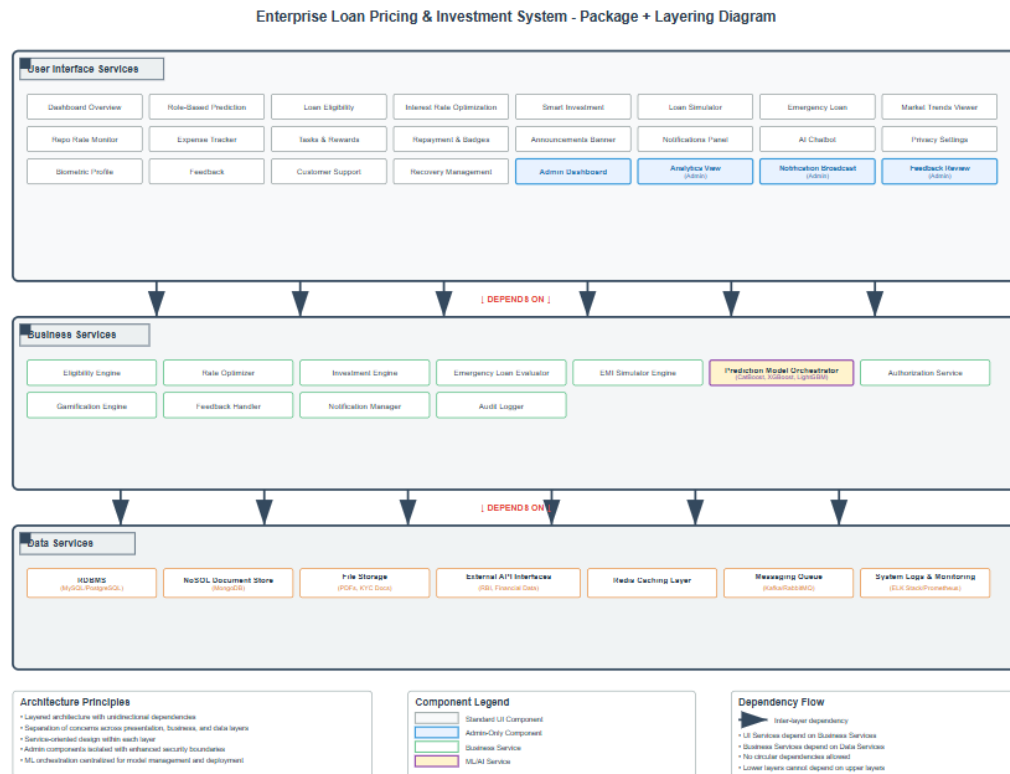 Enterprise Loan Pricing & Investment System - Package + Layering Diagram
User Interface Services
Dashboard Overview
Role-Based Prediction
Loan Eligibility
Interest Rate Optimization
Smart Investment
Loan Simulator
Emergency Loan
Market Trends Viewer
Repo Rate Monitor
Expense Tracker
Tasks & Rewards
Repayment & Badges
Announcements Banner
Notifications Panel
AI Chatbot
Privacy Settings
Biometric Profile
Feedback
Customer Support
Recovery Management
Admin Dashboard
Analytics View
(Admin)
Notification Broadcast
(Admin)
Feedback Review
(Admin)
↓ DEPENDS ON ↓
Business Services
Eligibility Engine
Rate Optimizer
Investment Engine
Emergency Loan Evaluator
EMI Simulator Engine
Prediction Model Orchestrator
(CatBoost, XGBoost, LightGBM)
Authorization Service
Gamification Engine
Feedback Handler
Notification Manager
Audit Logger
↓ DEPENDS ON ↓
Data Services
RDBMS
(MySQL/PostgreSQL)
NoSQL Document Store
(MongoDB)
File Storage
(PDFs, KYC Docs)
External API Interfaces
(RBI, Financial Data)
Redis Caching Layer
Messaging Queue
(Kafka/RabbitMQ)
System Logs & Monitoring
(ELK Stack/Prometheus)
Architecture Principles
• Layered architecture with unidirectional dependencies
• Separation of concerns across presentation, business, and data layers
• Service-oriented design within each layer
• Admin components isolated with enhanced security boundaries
• ML orchestration centralized for model management and deployment
Component Legend
Standard UI Component
Admin-Only Component
Business Service
ML/AI Service
Dependency Flow
Inter-layer dependency
• UI Services depend on Business Services
• Business Services depend on Data Services
• No circular dependencies allowed
• Lower layers cannot depend on upper layers